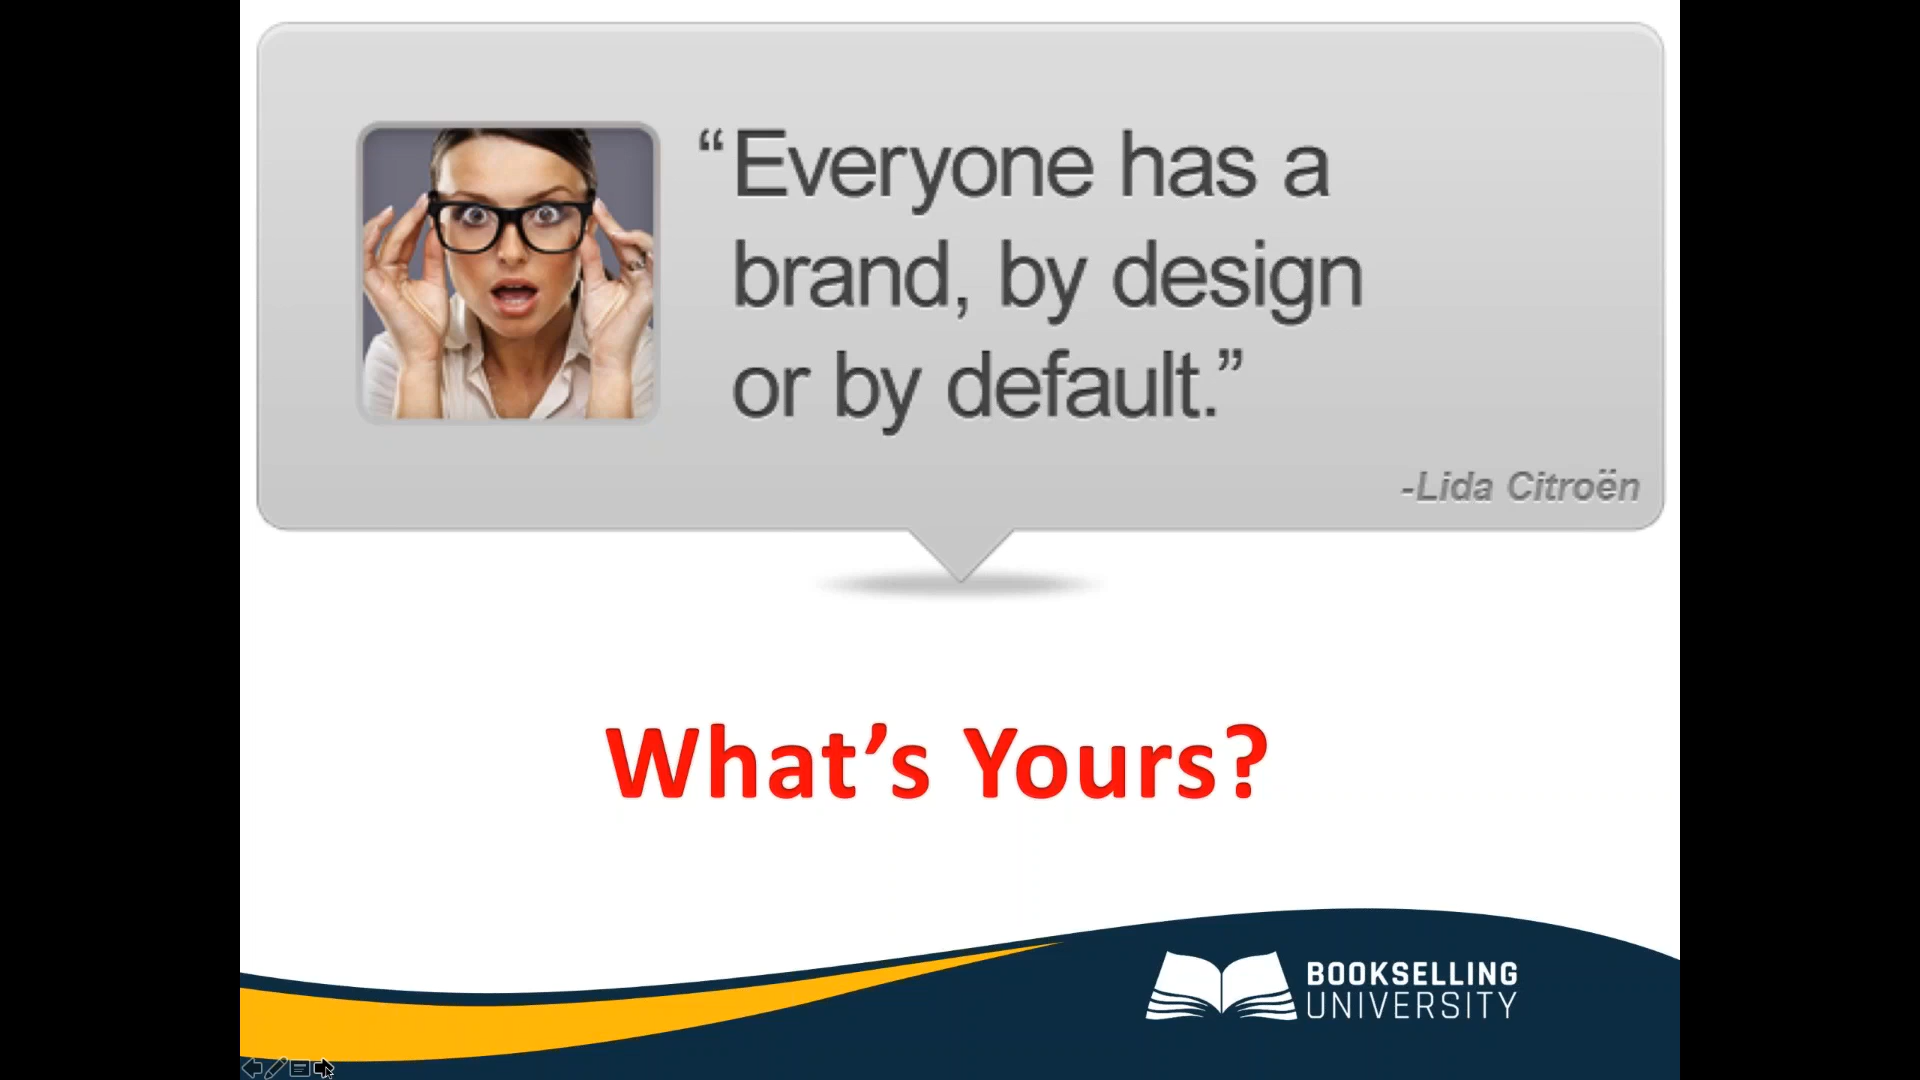 “Everyone has a
brand, by design
or by default.”
-Lida Citroën
What’s Yours?
BOOKSELLING
UNIVERSITY